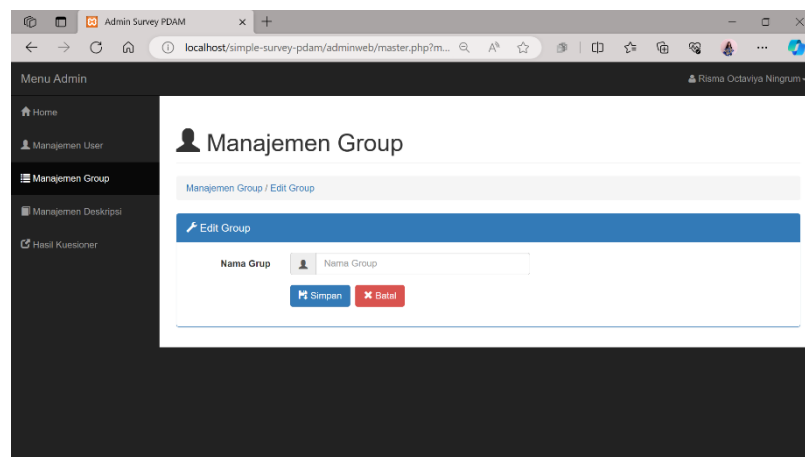 Admin Survey PDAM
localhost/simple-survey-pdam/adminweb/master.php?m...
Menu Admin
Risma Octaviya Ningrum
Home
Manajemen User
Manajemen Group
Manajemen Deskripsi
Hasil Kuesioner
Manajemen Group
Manajemen Group / Edit Group
Edit Group
Nama Grup
Nama Group
Simpan
Batal